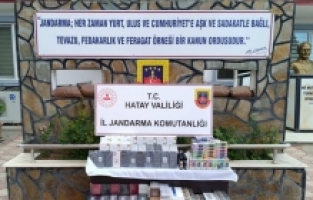 "JANDARMA; HER ZAMAN YURT, ULUS VE CUMHURİYET'E AŞK VE SADAKATLE BAĞLI,
TEVAZU, FEDAKARLIK VE FERAGAT ÖRNEĞİ BİR KANUN ORDUSUDUR."
T.C.
HATAY VALİLİĞİ
İL JANDARMA KOMUTANLIĞI